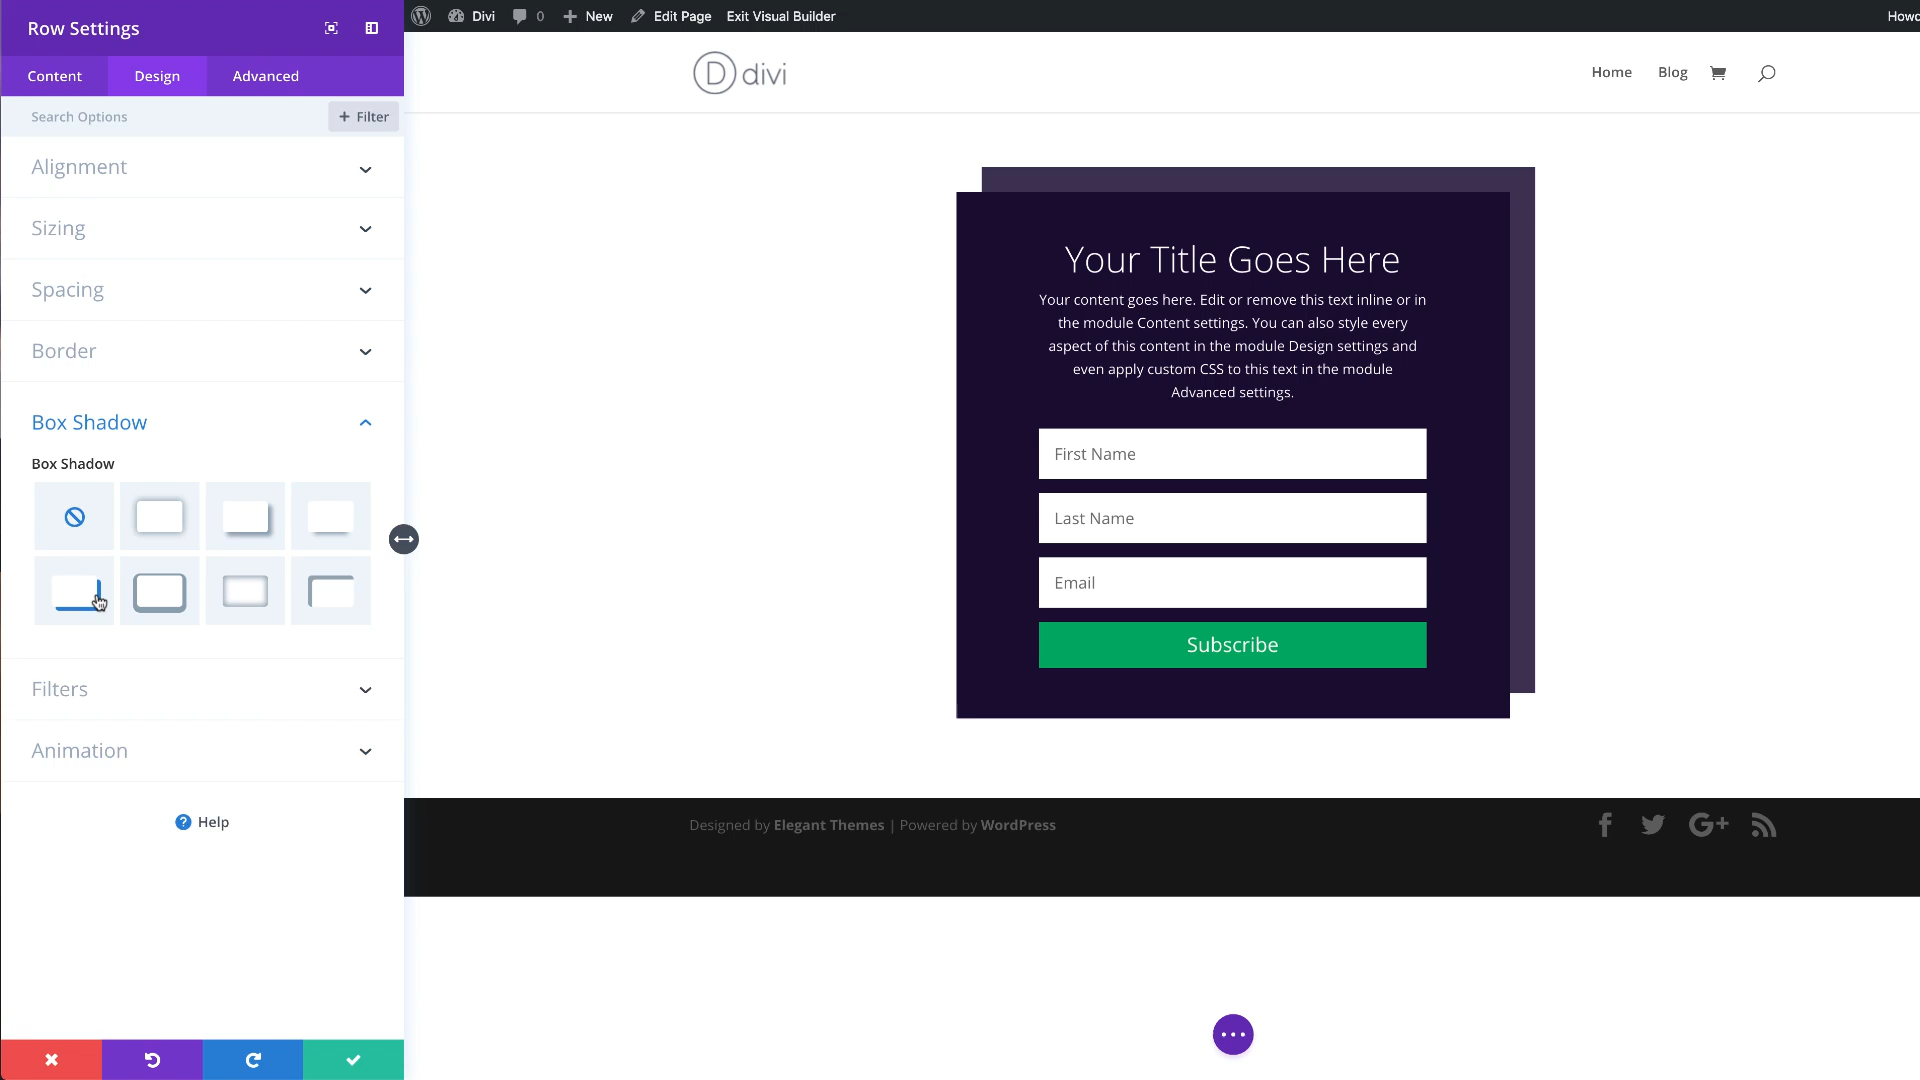 Row Settings
Divi
0
New
Edit Page
Exit Visual Builder
Howd
Content
Design
Advanced
Search Options
+ Filter
divi
Home
Blog
Alignment
Sizing
Spacing
Border
Box Shadow
Box Shadow
Filters
Animation
Help
Your Title Goes Here
Your content goes here. Edit or remove this text inline or in
the module Content settings. You can also style every
aspect of this content in the module Design settings and
even apply custom CSS to this text in the module
Advanced settings.
First Name
Last Name
Email
Subscribe
Designed by Elegant Themes | Powered by WordPress